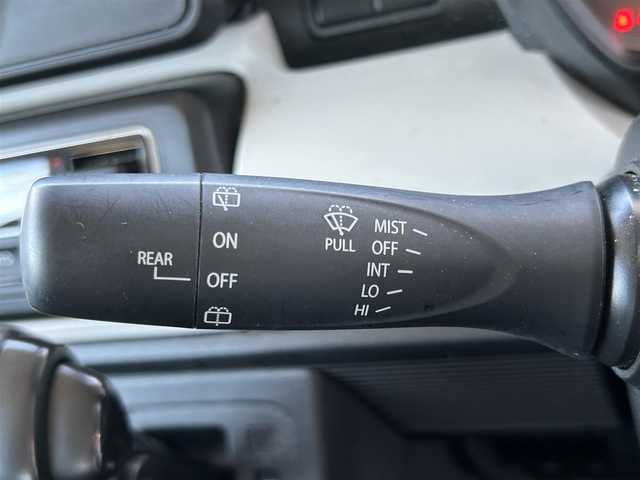 REAR
ON
OFF
PULL
MIST
OFF
INT
LO
HI